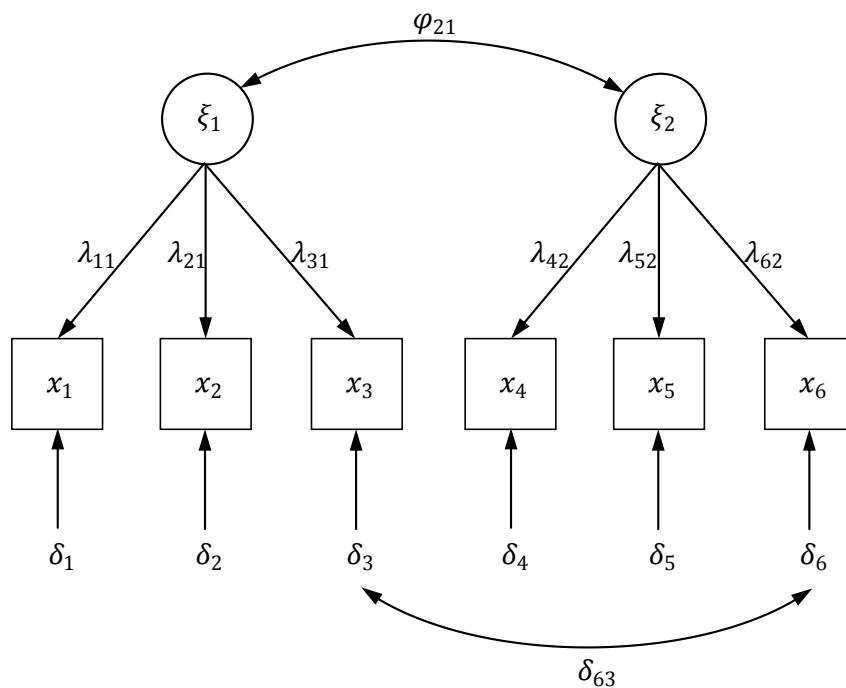 φ₂₁
ξ₁ ξ₂
λ₁₁ λ₂₁ λ₃₁ λ₄₂ λ₅₂ λ₆₂
x₁ x₂ x₃ x₄ x₅ x₆
δ₁ δ₂ δ₃ δ₄ δ₅ δ₆
δ₆₃